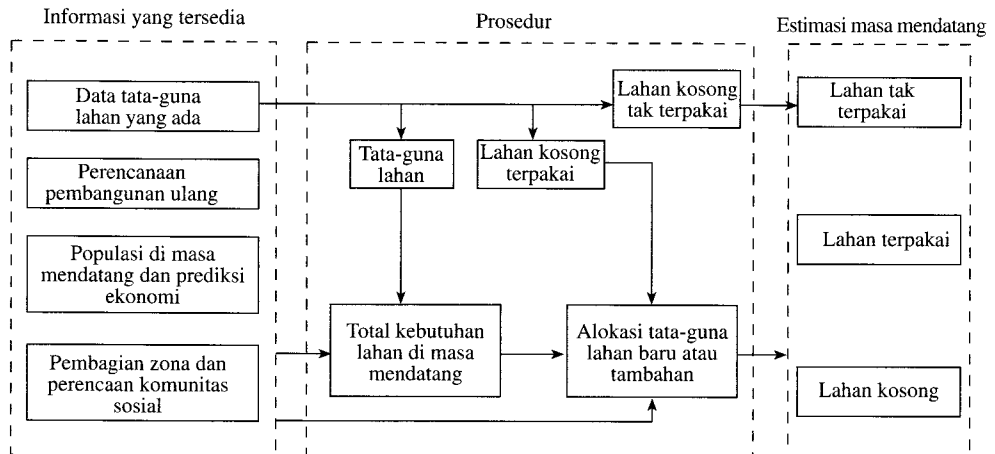 Informasi yang tersedia
Prosedur
Estimasi masa mendatang
Data tata-guna
lahan yang ada
Perencanaan
pembangunan ulang
Populasi di masa
mendatang dan prediksi
ekonomi
Pembagian zona dan
perencaan komunitas
sosial
Lahan kosong
tak terpakai
Tata-guna
lahan
Lahan kosong
terpakai
Total kebutuhan
lahan di masa
mendatang
Alokasi tata-guna
lahan baru atau
tambahan
Lahan tak
terpakai
Lahan terpakai
Lahan kosong